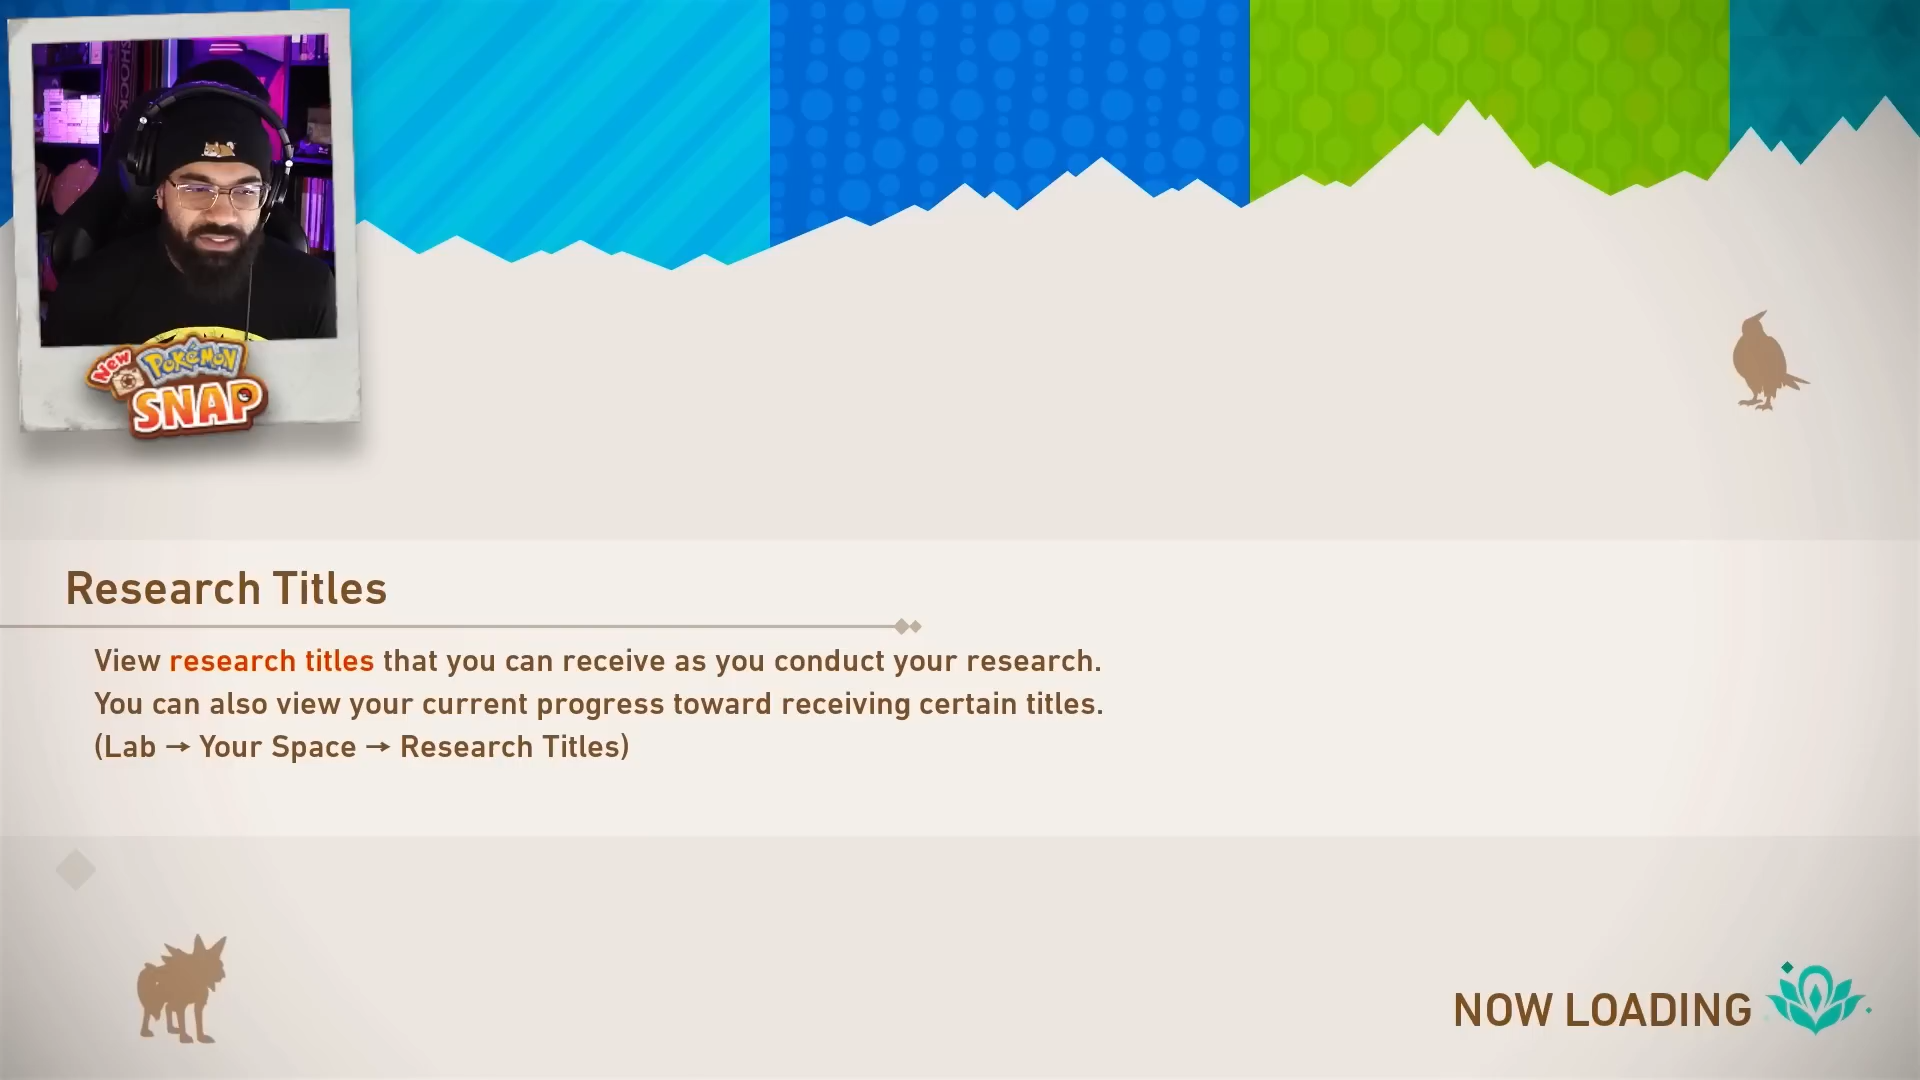 SHOCK
New
POKéMON
SNAP
Research Titles
View research titles that you can receive as you conduct your research.
You can also view your current progress toward receiving certain titles.
(Lab → Your Space → Research Titles)
NOW LOADING